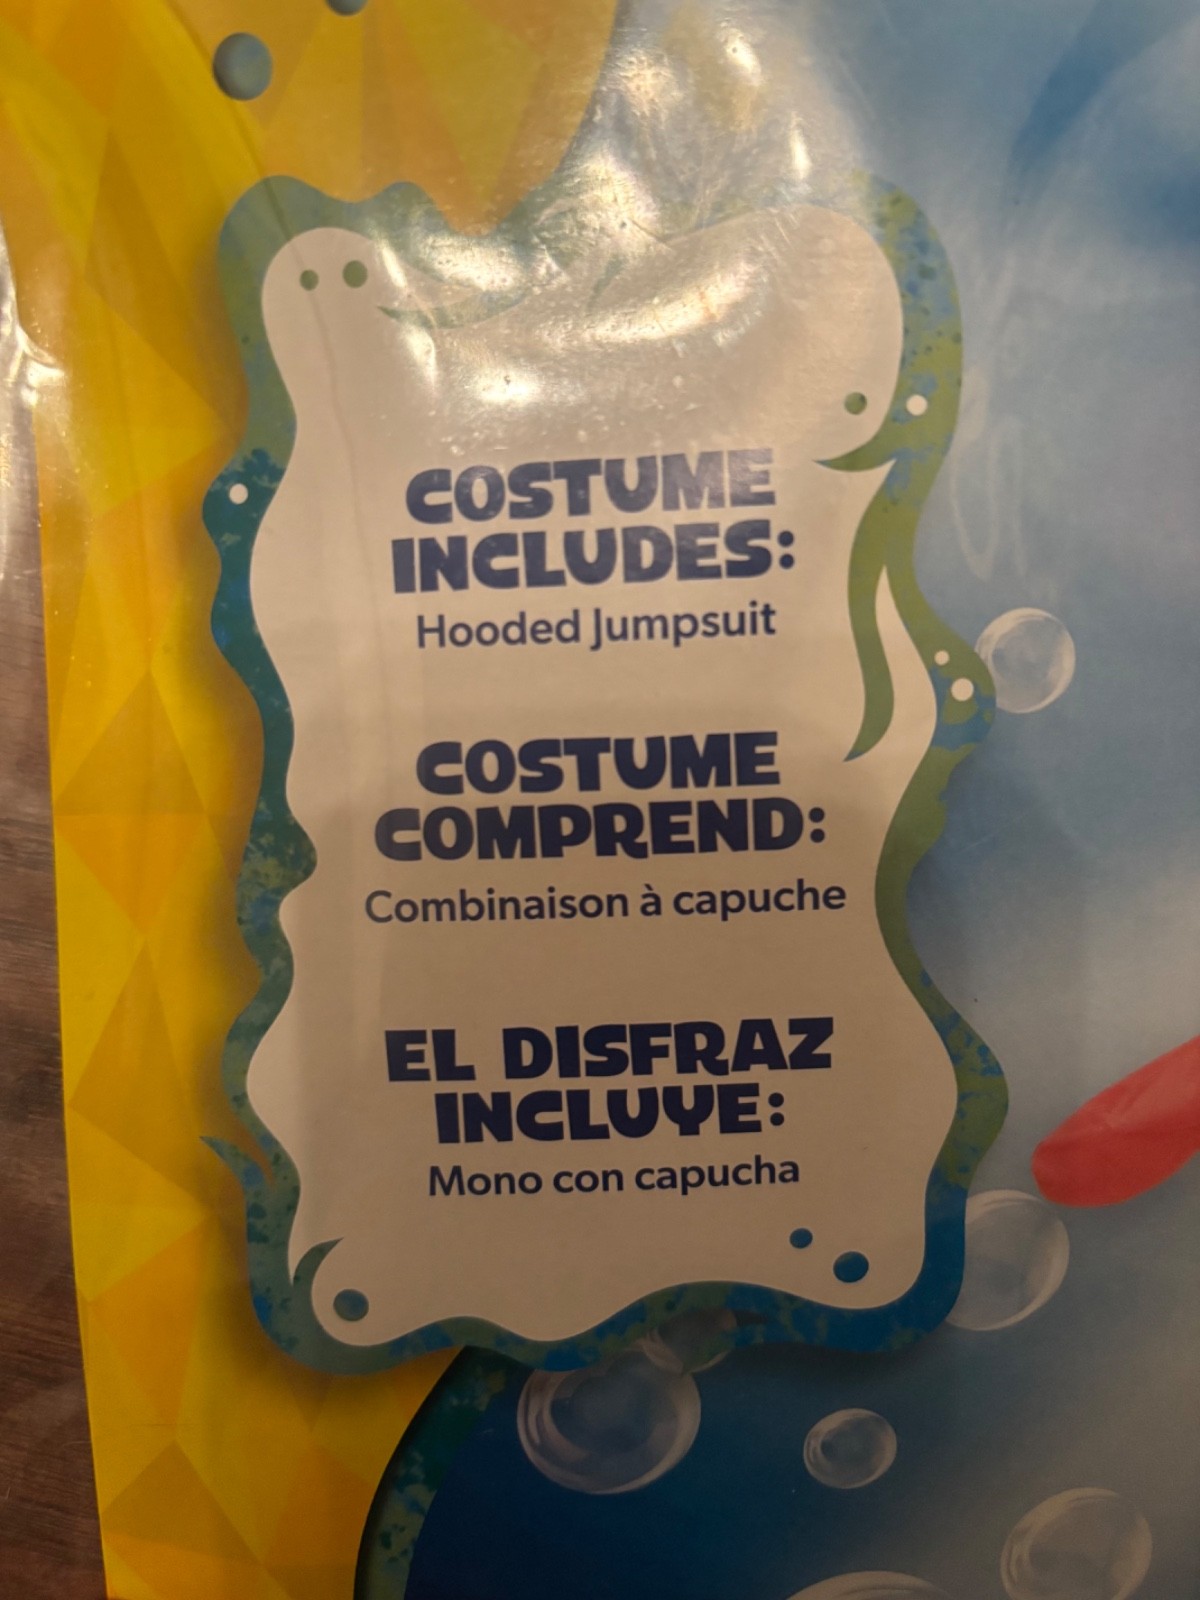 COSTUME
INCLUDES:
Hooded Jumpsuit
COSTUME
COMPREND:
Combinaison à capuche
EL DISFRAZ
INCLUYE:
Mono con capucha